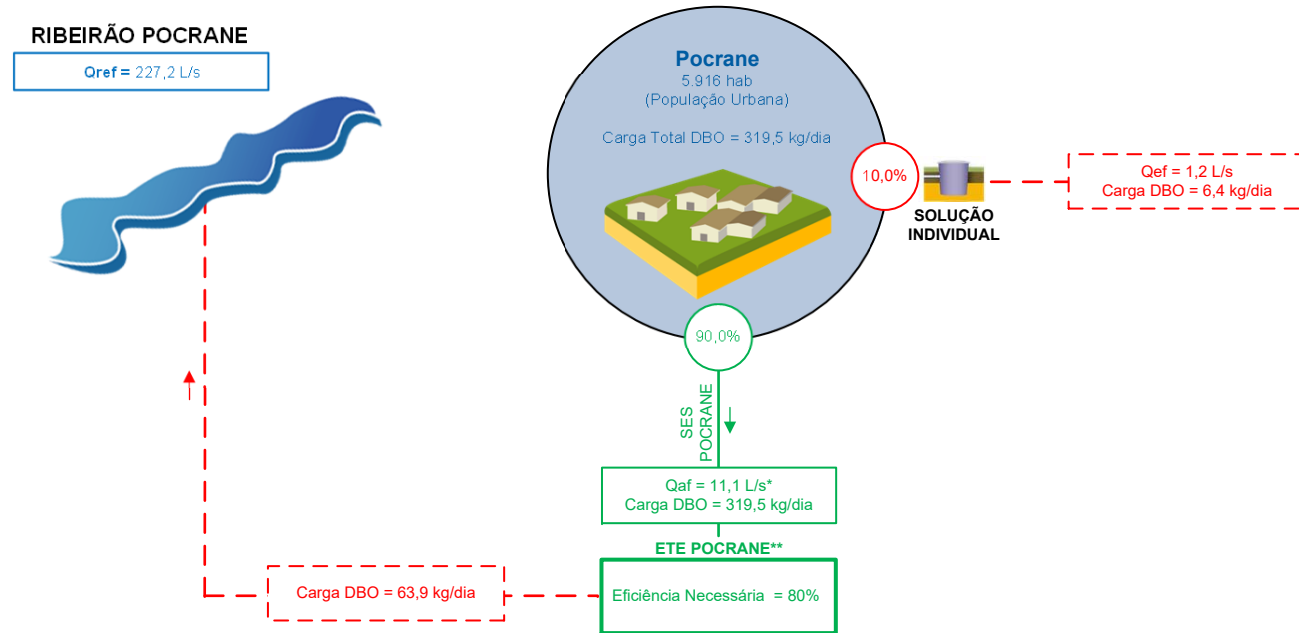 RIBEIRÃO POCRANE
Qref = 227,2 L/s
Pocrane
5.916 hab
(População Urbana)
Carga Total DBO = 319,5 kg/dia
10,0%
SOLUÇÃO
INDIVIDUAL
Qef = 1,2 L/s
Carga DBO = 6,4 kg/dia
90,0%
SES
POCRANE
Qaf = 11,1 L/s*
Carga DBO = 319,5 kg/dia
ETE POCRANE**
Eficiência Necessária = 80%
Carga DBO = 63,9 kg/dia